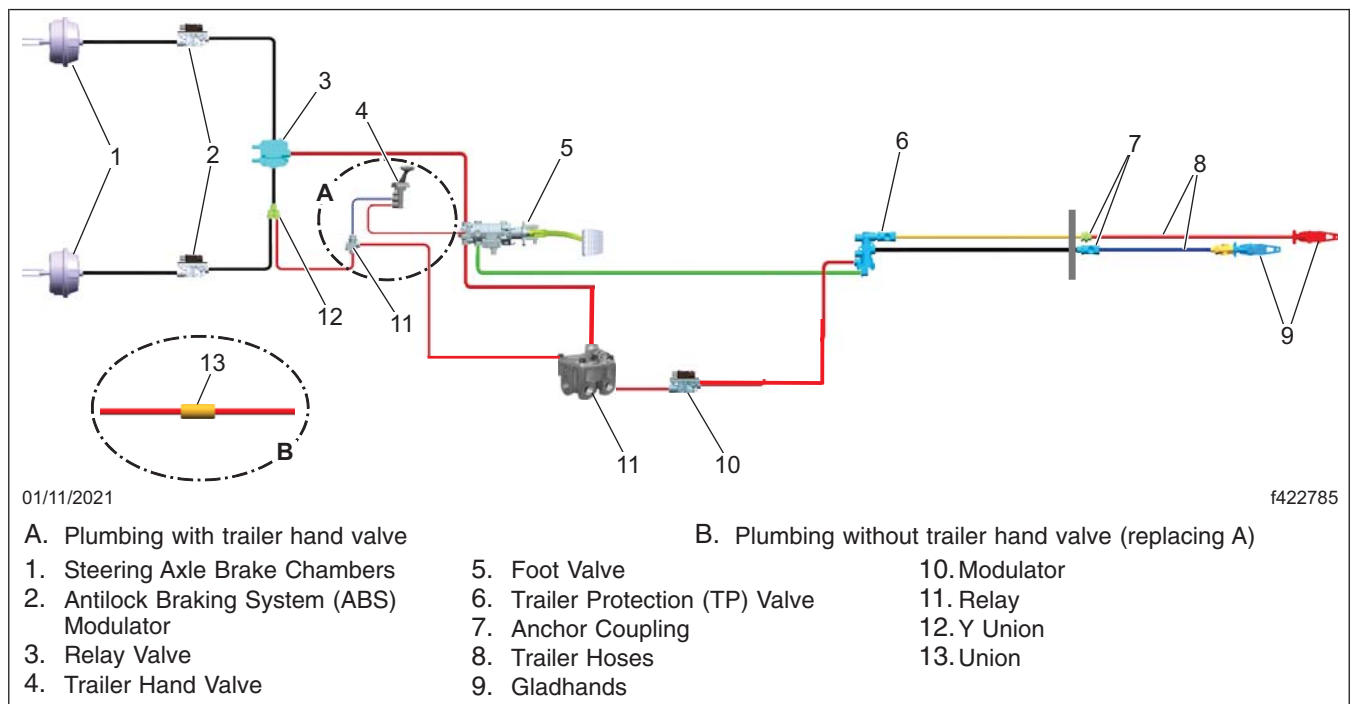 3
4
5
6
7
8
1
2
A
12
11
9
13
11
10
B
01/11/2021
f422785
A. Plumbing with trailer hand valve
B. Plumbing without trailer hand valve (replacing A)
1. Steering Axle Brake Chambers
2. Antilock Braking System (ABS)
Modulator
3. Relay Valve
4. Trailer Hand Valve
5. Foot Valve
6. Trailer Protection (TP) Valve
7. Anchor Coupling
8. Trailer Hoses
9. Gladhands
10. Modulator
11. Relay
12. Y Union
13. Union